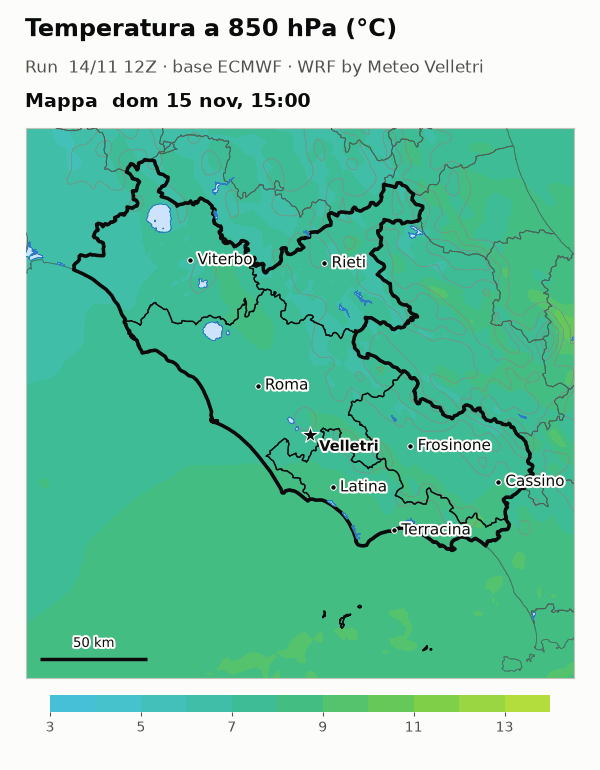 Temperatura a 850 hPa (°C)
Run  14/11 12Z · base ECMWF · WRF by Meteo Velletri
Mappa  dom 15 nov, 15:00
Viterbo
Rieti
Roma
Velletri
Frosinone
Cassino
Latina
Terracina
50 km
3 5 7 9 11 13